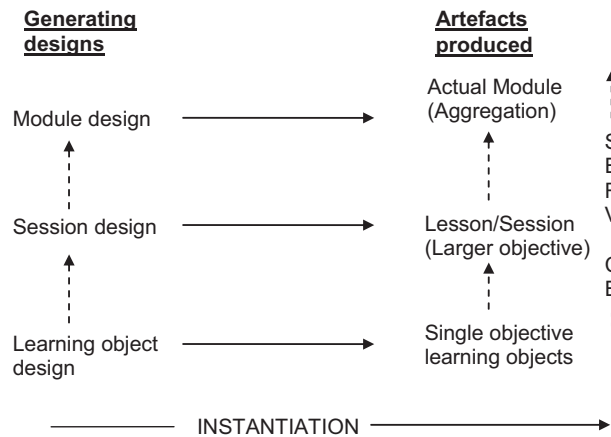 Generating
designs
Artefacts
produced
Actual Module
(Aggregation)
Module design
Session design
Lesson/Session
(Larger objective)
Learning object
design
Single objective
learning objects
INSTANTIATION